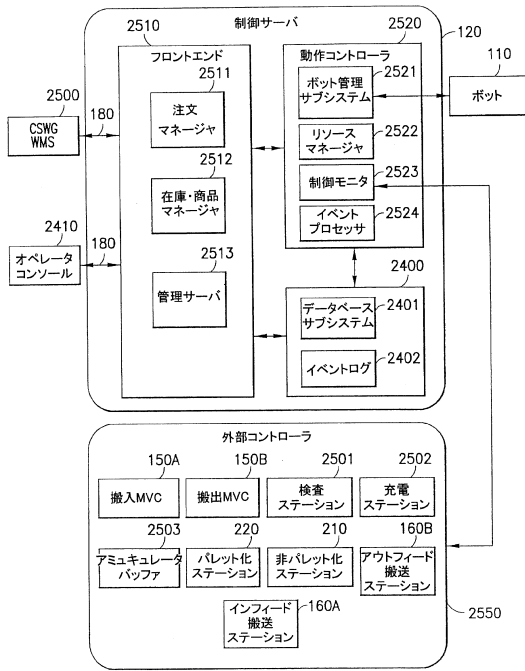 制御サーバ
120
2510
フロントエンド
2511
注文
マネージャ
2512
在庫・商品
マネージャ
2513
管理サーバ
2520
動作コントローラ
2521
ボット管理
サブシステム
2522
リソース
マネージャ
2523
制御モニタ
2524
イベント
プロセッサ
110
ボット
2500
CSWG
WMS
180
2410
オペレータ
コンソール
180
2400
2401
データベース
サブシステム
2402
イベントログ
外部コントローラ
150A
搬入MVC
150B
搬出MVC
2501
検査
ステーション
2502
充電
ステーション
2503
アミュキュレータ
バッファ
220
パレット化
ステーション
210
非パレット化
ステーション
160B
アウトフィード
搬送
ステーション
160A
インフィード
搬送
ステーション
2550